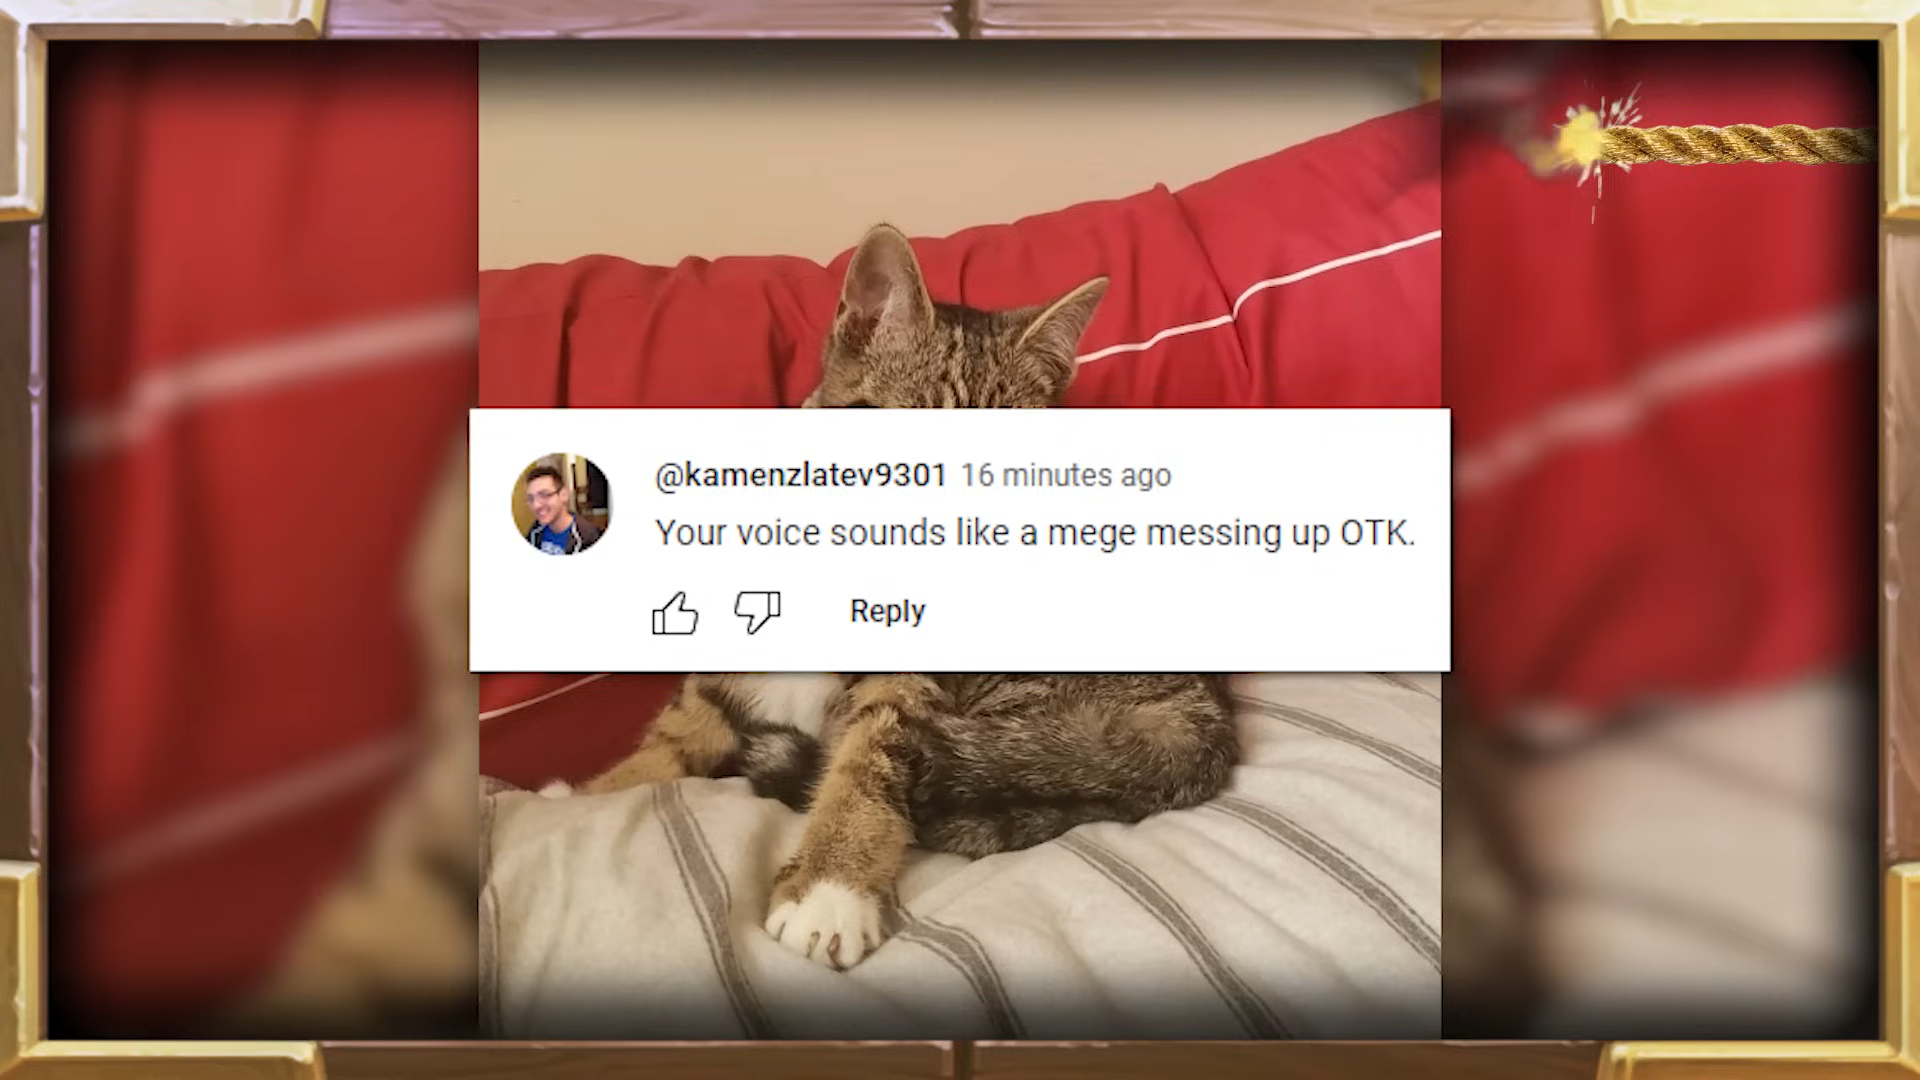 @kamenzlatev9301 16 minutes ago
Your voice sounds like a mege messing up OTK.
Reply